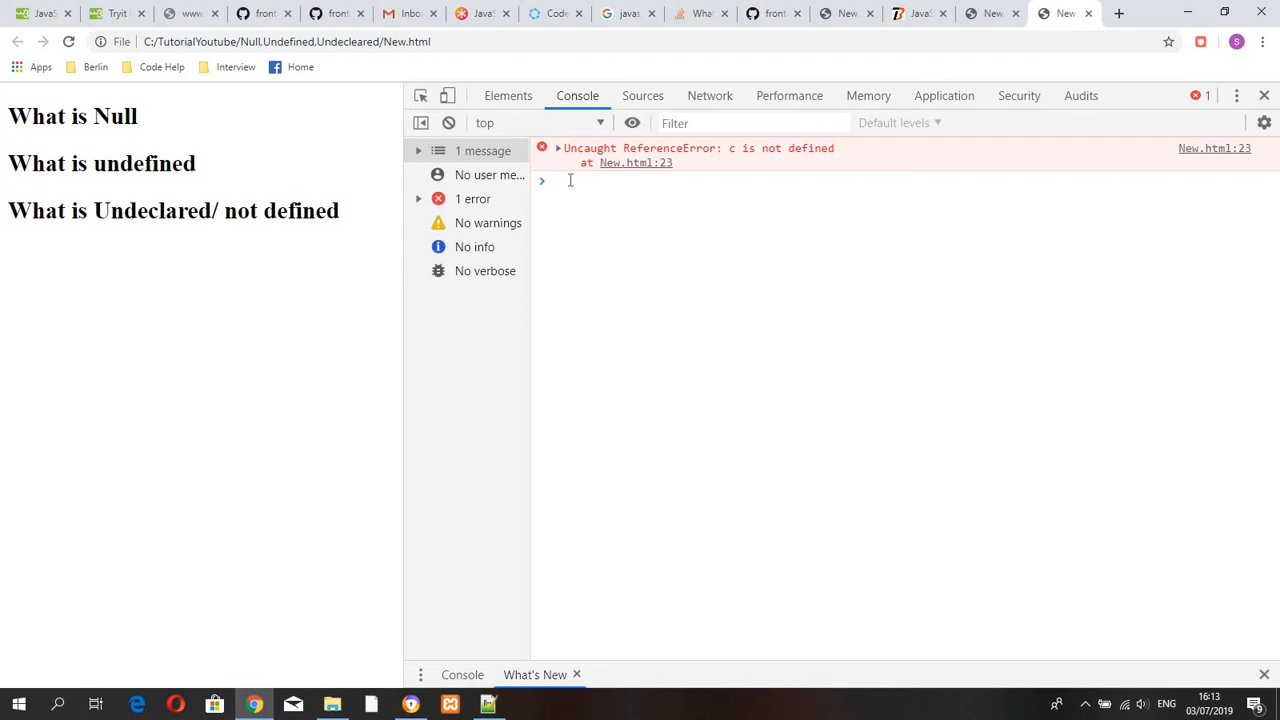 JavaS
Tryit
www
front
front
Inbo
JavaS
Code
javas
What
front
New.
JavaS
New.
New.
File
C:/TutorialYoutube/Null.Undefined.Undecleared/New.html
S
Apps
Berlin
Code Help
Interview
Home
Elements
Console
Sources
Network
Performance
Memory
Application
Security
Audits
1
top
Filter
Default levels
What is Null
What is undefined
What is Undeclared/ not defined
1 message
No user me...
1 error
No warnings
No info
No verbose
Uncaught ReferenceError: c is not defined
New.html:23
at New.html:23
Console
What's New
ENG
16:13
03/07/2019